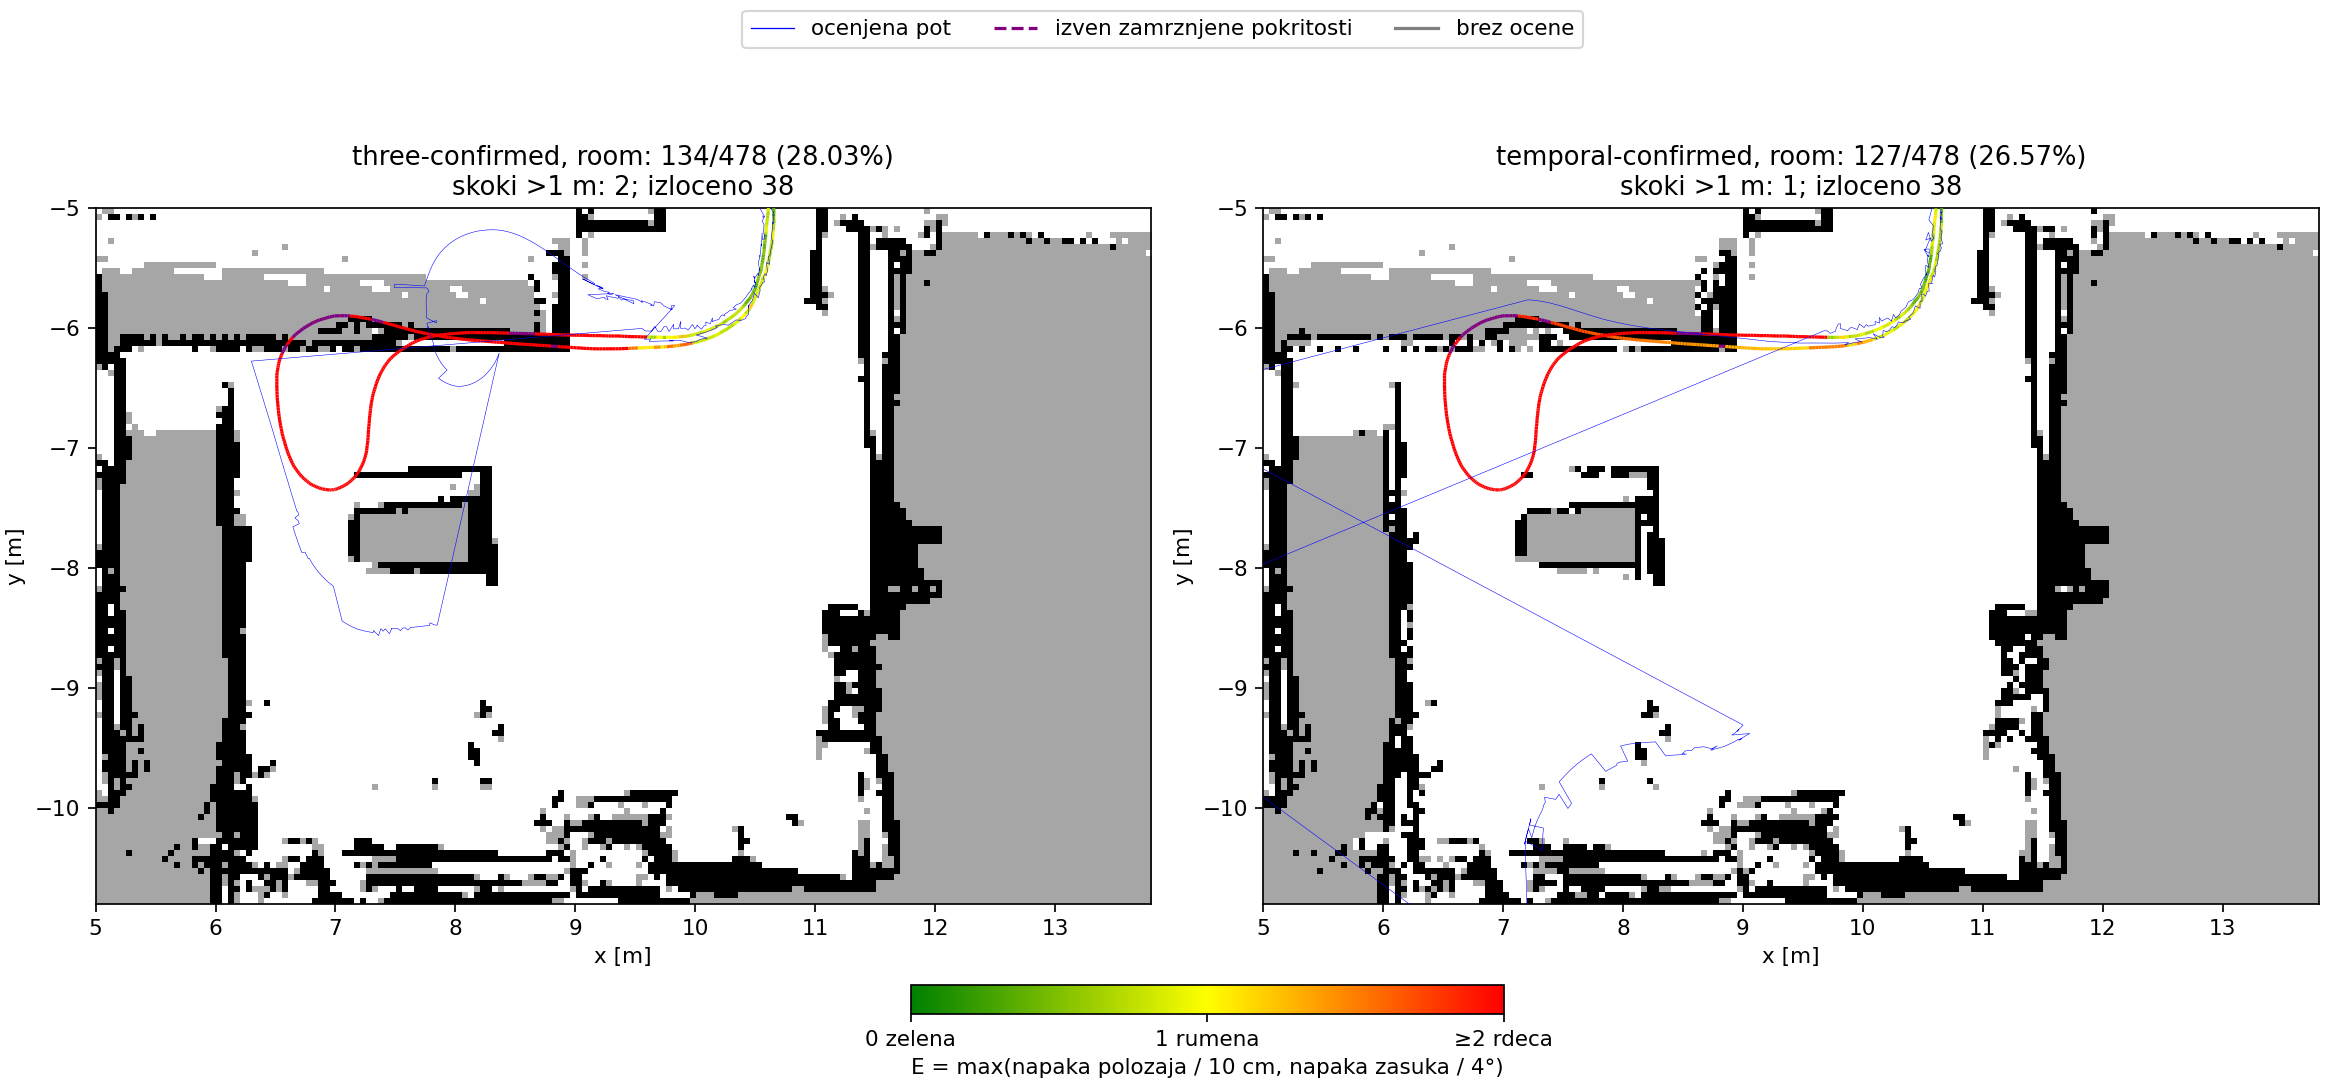 ocenjena pot izven zamrznjene pokritosti brez ocene
three-confirmed, room: 134/478 (28.03%)
skoki >1 m: 2; izloceno 38
temporal-confirmed, room: 127/478 (26.57%)
skoki >1 m: 1; izloceno 38
−5
−6
−7
−8
−9
−10
y [m]
5 6 7 8 9 10 11 12 13
x [m]
−5
−6
−7
−8
−9
−10
y [m]
5 6 7 8 9 10 11 12 13
x [m]
0 zelena 1 rumena ≥2 rdeca
E = max(napaka polozaja / 10 cm, napaka zasuka / 4°)